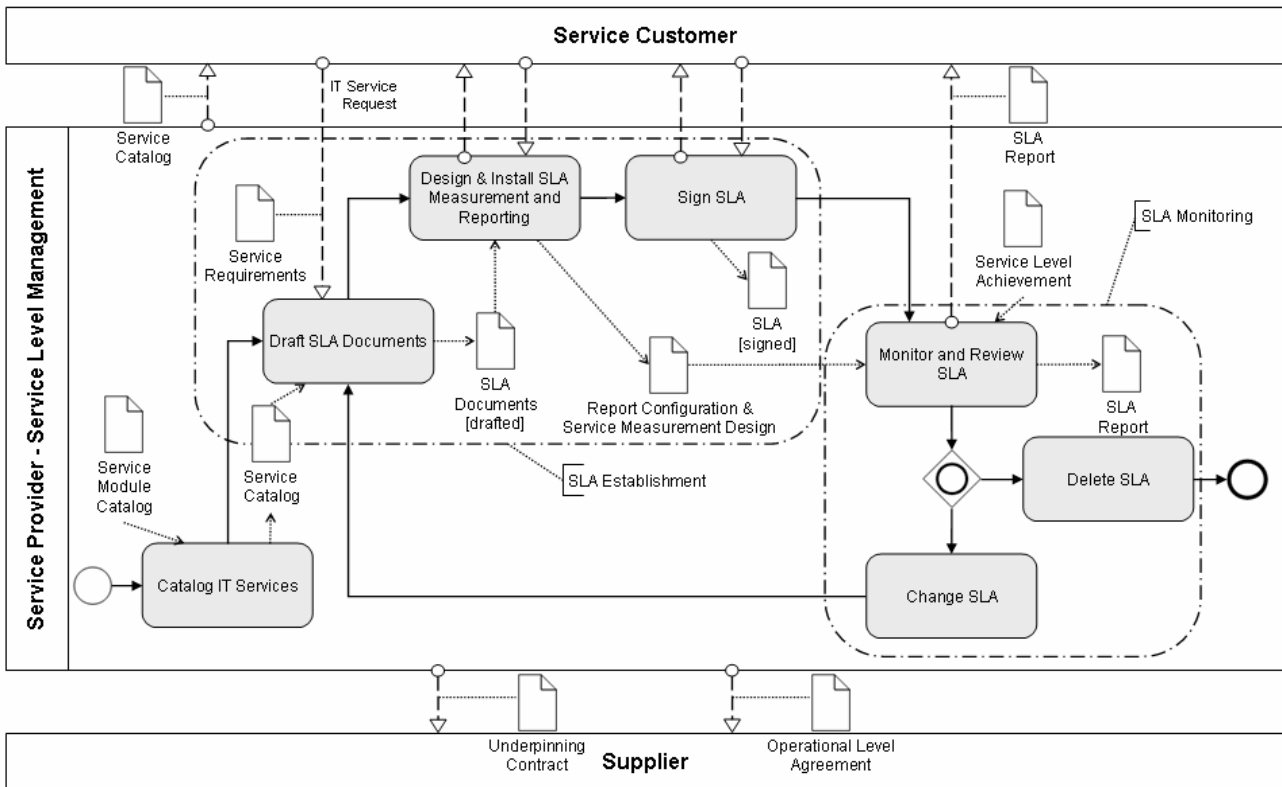 Service Customer
IT Service
Request
Service
Catalog
SLA
Report
Service Provider - Service Level Management
Design & Install SLA
Measurement and
Reporting
Sign SLA
SLA Monitoring
Service
Requirements
Service Level
Achievement
Draft SLA Documents
SLA
[signed]
Monitor and Review
SLA
SLA
Documents
[drafted]
Report Configuration &
Service Measurement Design
SLA
Report
Service
Module
Catalog
Service
Catalog
SLA Establishment
Delete SLA
Catalog IT Services
Change SLA
Underpinning
Contract
Operational Level
Agreement
Supplier